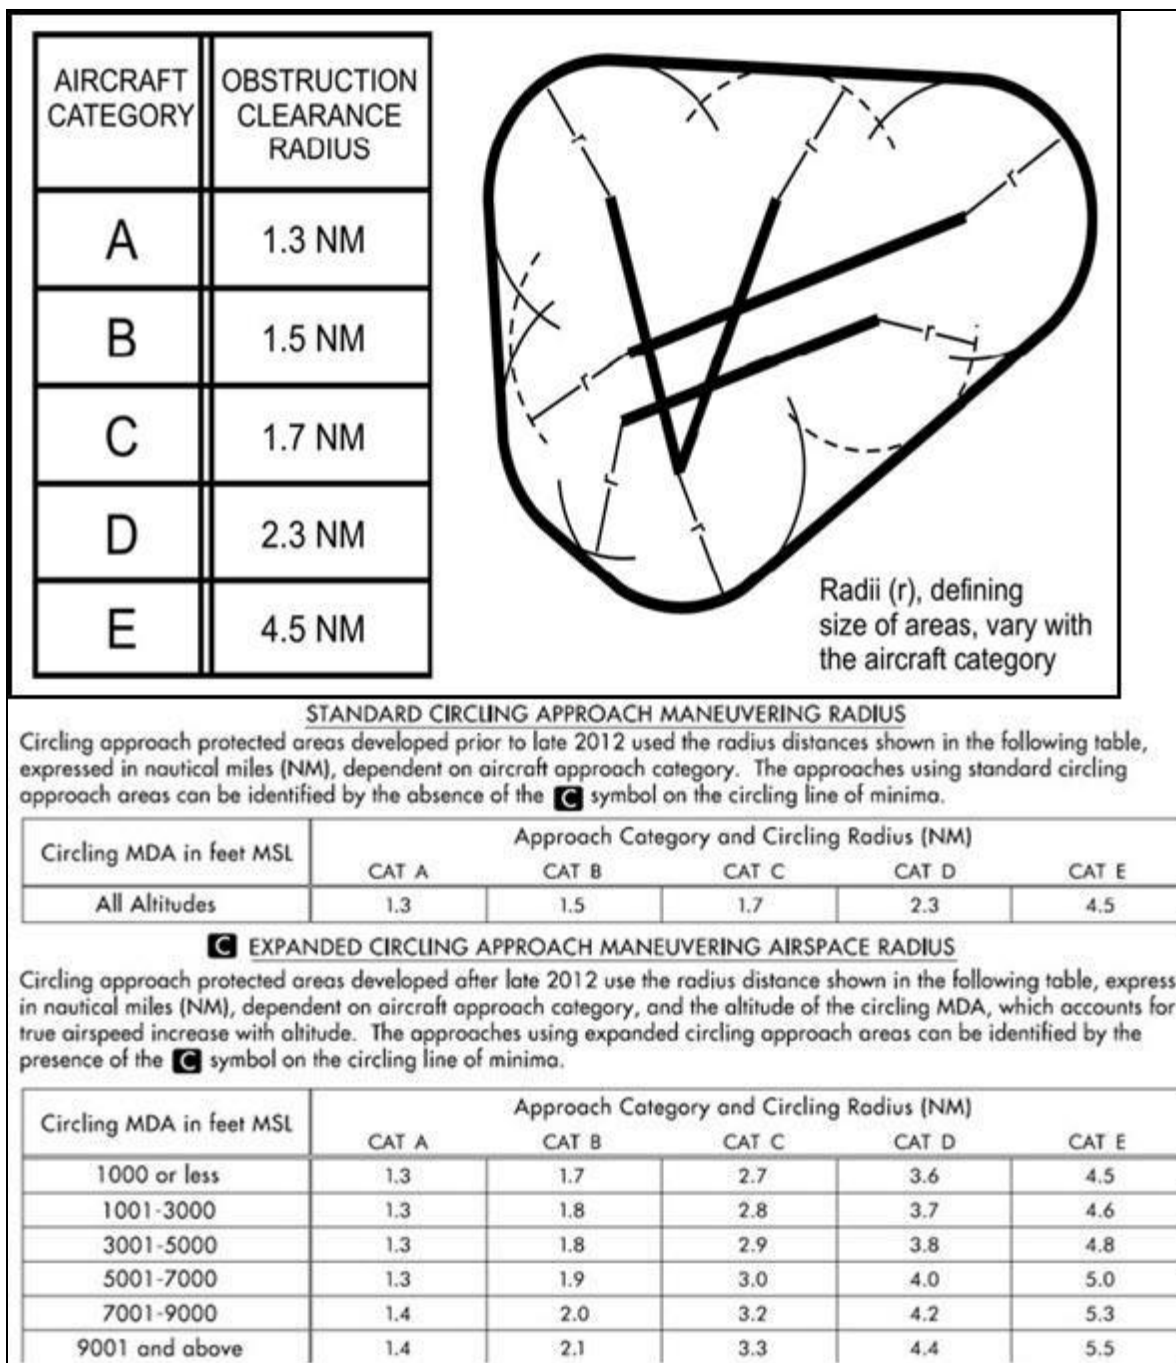 AIRCRAFT CATEGORY OBSTRUCTION CLEARANCE RADIUS
A 1.3 NM
B 1.5 NM
C 1.7 NM
D 2.3 NM
E 4.5 NM
r
r
r
r
r
r
r
Radii (r), defining
size of areas, vary with
the aircraft category
STANDARD CIRCLING APPROACH MANEUVERING RADIUS
Circling approach protected areas developed prior to late 2012 used the radius distances shown in the following table,
expressed in nautical miles (NM), dependent on aircraft approach category. The approaches using standard circling
approach areas can be identified by the absence of the C symbol on the circling line of minima.
Circling MDA in feet MSL Approach Category and Circling Radius (NM)
CAT A CAT B CAT C CAT D CAT E
All Altitudes 1.3 1.5 1.7 2.3 4.5
C EXPANDED CIRCLING APPROACH MANEUVERING AIRSPACE RADIUS
Circling approach protected areas developed after late 2012 use the radius distance shown in the following table, express
in nautical miles (NM), dependent on aircraft approach category, and the altitude of the circling MDA, which accounts for
true airspeed increase with altitude. The approaches using expanded circling approach areas can be identified by the
presence of the C symbol on the circling line of minima.
Circling MDA in feet MSL Approach Category and Circling Radius (NM)
CAT A CAT B CAT C CAT D CAT E
1000 or less 1.3 1.7 2.7 3.6 4.5
1001-3000 1.3 1.8 2.8 3.7 4.6
3001-5000 1.3 1.8 2.9 3.8 4.8
5001-7000 1.3 1.9 3.0 4.0 5.0
7001-9000 1.4 2.0 3.2 4.2 5.3
9001 and above 1.4 2.1 3.3 4.4 5.5